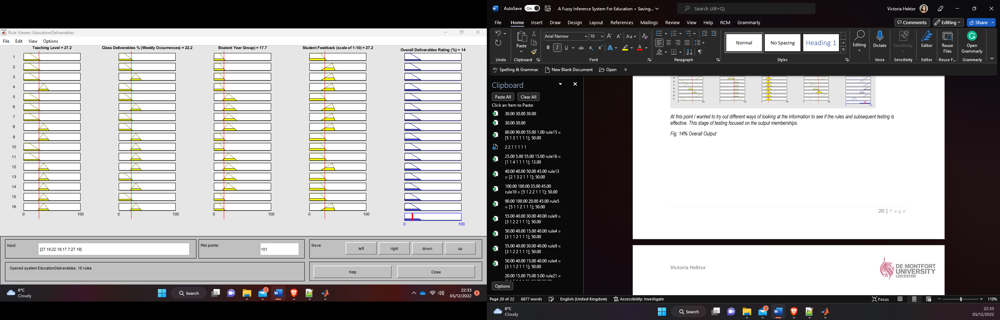 Rule Viewer: EducationDeliverables
File Edit View Options
Teaching Level = 27.2
Class Deliverables % (Weekly Occurrences) = 22.2
Student Year Group) = 17.7
Student Feedback (scale of 1-10) = 27.2
Overall Deliverables Rating (%) = 14
1
2
3
4
5
6
7
8
9
10
11
12
13
14
15
16
0 100 0 100 0 100 0 100
0 100
Input: [27.19;22.19;17.7;27.19]
Plot points: 101
Move: left right down up
Opened system EducationDeliverables, 16 rules
Help Close
6°C
Cloudy
Search
1
22:33
05/12/2022
3
AutoSave On
A Fuzzy Inference System For Education • Saving...
Search (Alt+Q)
Victoria Hektor
File Home Insert Draw Design Layout References Mailings Review View Help RCM Grammarly
Comments Editing Share
Arial Narrow 10
Paste
Editing Dictate Sensitivity Editor Reuse Files Open Grammarly
Normal No Spacing Heading 1
Undo Clipboard Font Paragraph Styles Voice Sensitivity Editor Reuse F... Grammarly
Spelling & Grammar New Blank Document Open
Clipboard
Paste All Clear All
Click an Item to Paste:
30.00 30.00 30.00
30.00 30.00
80.00 90.00 55.00 1.00 rule15 =
[5 1 3 1 1 1 1]; 50.00
2 2 1 1 1 1 1
25.00 5.00 55.00 15.00 rule16 =
[1 1 4 1 1 1 1]; 13.00
40.00 40.00 50.00 45.00 rule13
= [2 1 3 2 1 1 1]; 50.00
100.00 100.00 35.00 45.00
rule10 = [5 1 2 2 1 1 1]; 50.00
90.00 100.00 20.00 45.00 rule5
= [5 1 1 2 1 1 1]; 50.00
55.00 40.00 30.00 40.00 rule9 =
[3 1 2 2 1 1 1]; 50.00
50.00 40.00 15.00 40.00 rule4 =
[3 1 1 2 1 1 1]; 50.00
55.00 40.00 30.00 40.00 rule9 =
[3 1 2 2 1 1 1]; 50.00
50.00 40.00 15.00 40.00 rule4 =
[3 1 1 2 1 1 1]; 50.00
20.00 15.00 75.00 5.00 rule21 =
Options
At this point I wanted to try out different ways of looking at the information to see if the rules and subsequent testing is
effective. This stage of testing focused on the output memberships.
Fig. 14% Overall Output
20 | Page
Victoria Hektor
DE MONTFORT
UNIVERSITY
LEICESTER
Page 20 of 22 6877 words English (United Kingdom) Accessibility: Investigate
Focus 110%
6°C
Cloudy
Search
1
22:33
05/12/2022